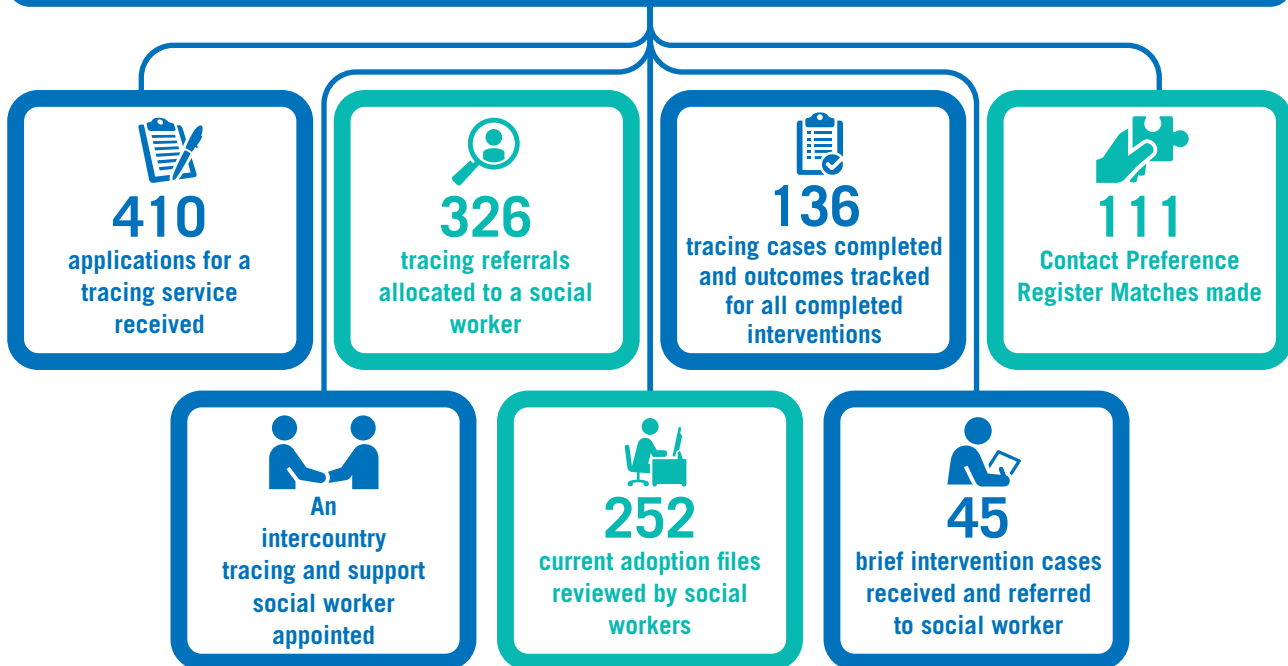 410
applications for a
tracing service
received
326
tracing referrals
allocated to a social
worker
136
tracing cases completed
and outcomes tracked
for all completed
interventions
111
Contact Preference
Register Matches made
An
intercountry
tracing and support
social worker
appointed
252
current adoption files
reviewed by social
workers
45
brief intervention cases
received and referred
to social worker